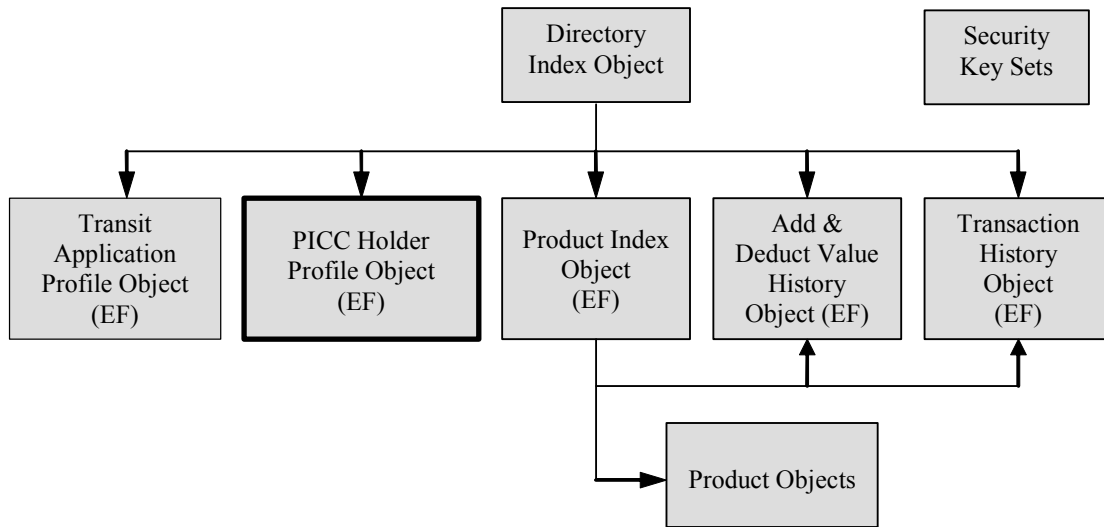 Directory
Index Object
Security
Key Sets
Transit
Application
Profile Object
(EF)
PICC Holder
Profile Object
(EF)
Product Index
Object
(EF)
Add &
Deduct Value
History
Object (EF)
Transaction
History
Object
(EF)
Product Objects